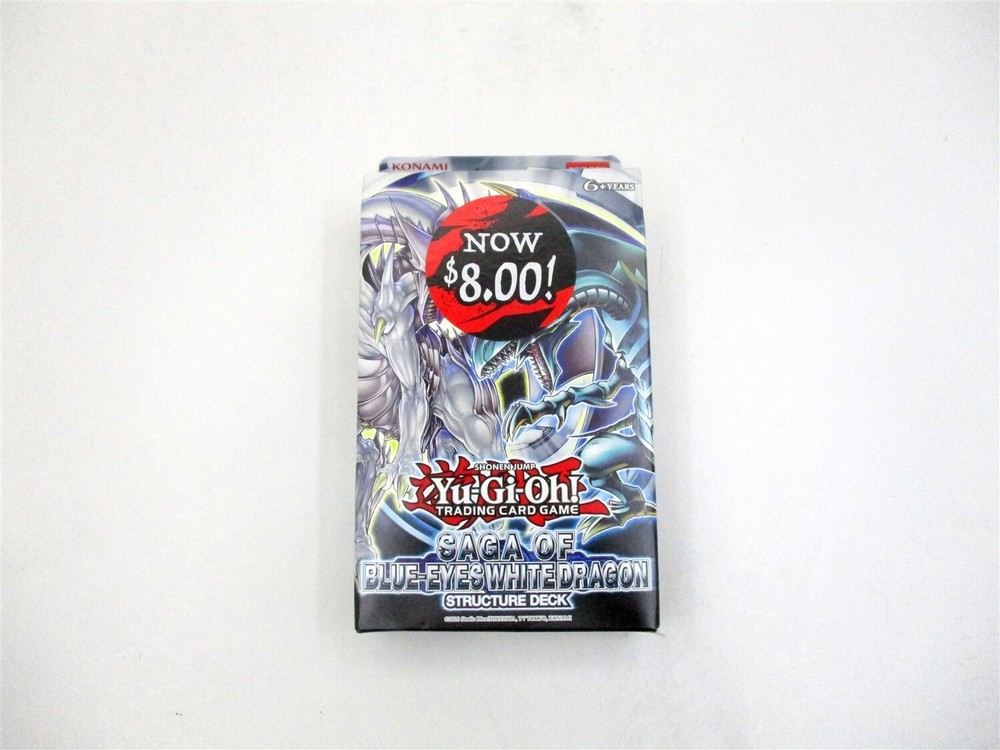 KONAMI
6+YEARS
NOW
$8.00!
SHONEN JUMP
Yu-Gi-Oh!
TRADING CARD GAME
SAGA OF
BLUE-EYES WHITE DRAGON
STRUCTURE DECK